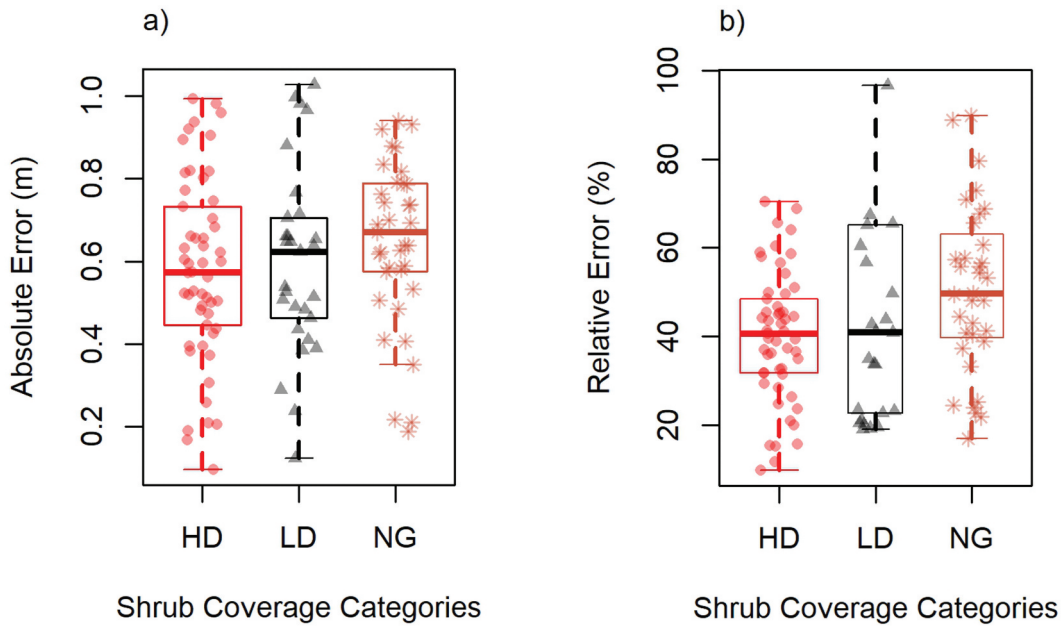 a)
Absolute Error (m)
1.0
0.8
0.6
0.4
0.2
HD LD NG
Shrub Coverage Categories
b)
Relative Error (%)
100
80
60
40
20
HD LD NG
Shrub Coverage Categories